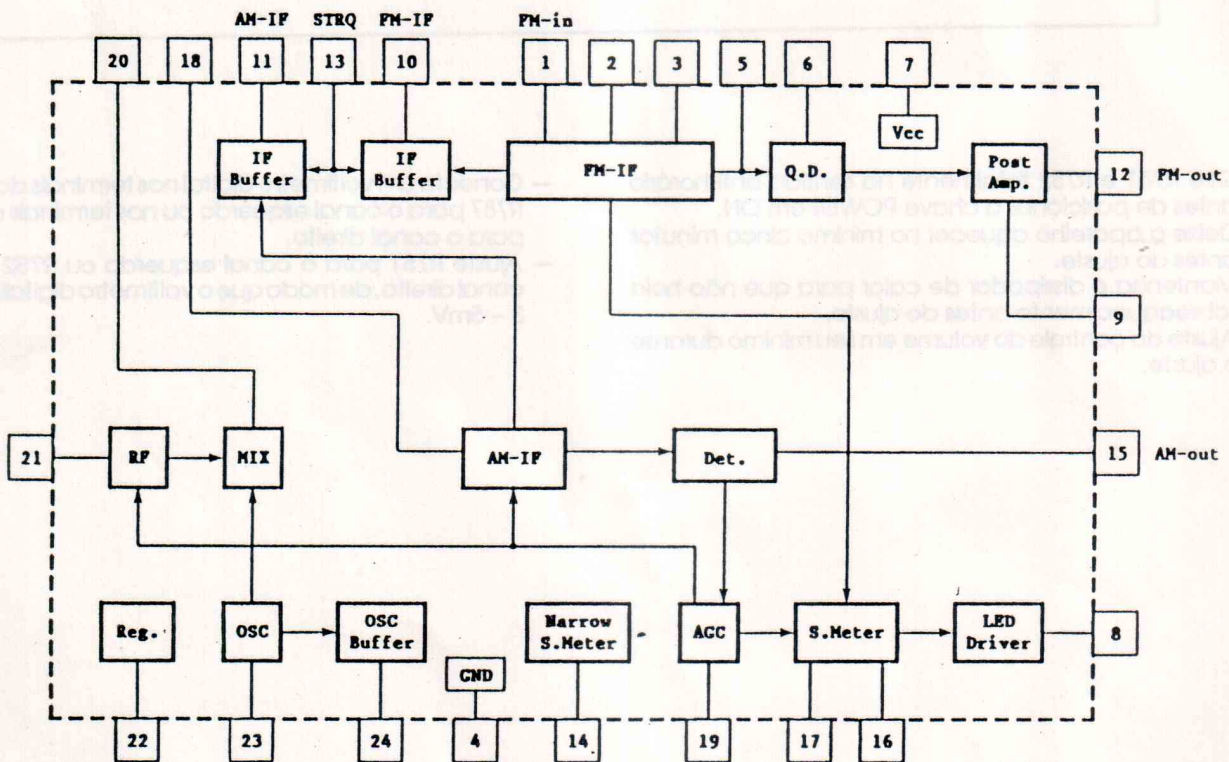 AM-IF STRQ FM-IF FM-in
20 18 11 13 10 1 2 3 5 6 7
Vcc
IF Buffer
IF Buffer
FM-IF
Q.D.
Post Amp.
12 FM-out
9
21
RF
MIX
AM-IF
Det.
15 AM-out
Reg.
OSC
OSC Buffer
GND
Narrow S.Meter
AGC
S.Meter
LED Driver
8
22 23 24 4 14 19 17 16